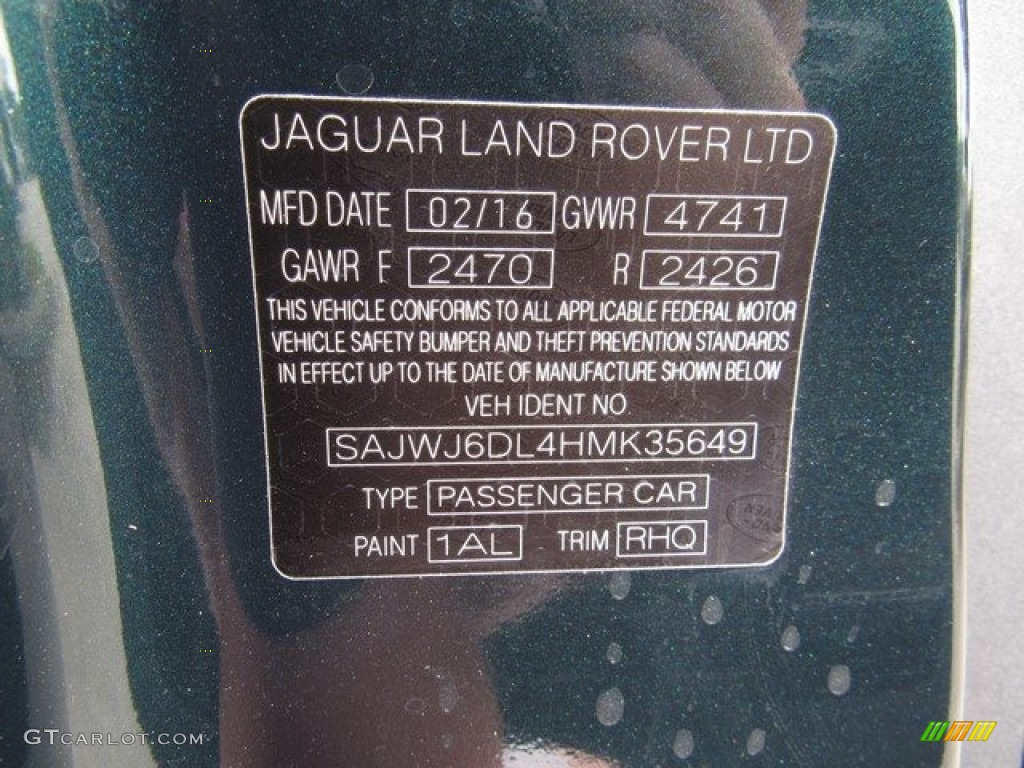 JAGUAR LAND ROVER LTD
MFD DATE 02/16 GVWR 4741
GAWR F 2470 R 2426
THIS VEHICLE CONFORMS TO ALL APPLICABLE FEDERAL MOTOR
VEHICLE SAFETY BUMPER AND THEFT PREVENTION STANDARDS
IN EFFECT UP TO THE DATE OF MANUFACTURE SHOWN BELOW
VEH IDENT NO.
SAJWJ6DL4HMK35649
TYPE PASSENGER CAR
PAINT 1AL TRIM RHQ
GTCARLOT.COM